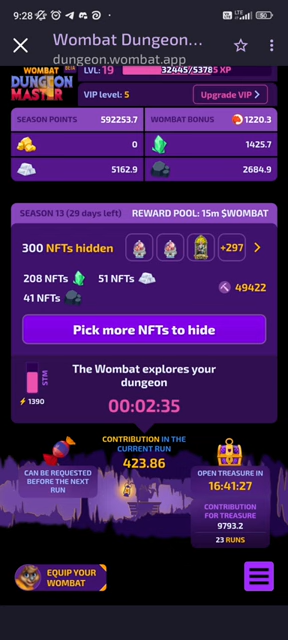 9:28
Wombat Dungeon...
dungeon.wombat.app
WOMBAT BETA
DUNGEON
MASTER
LVL: 19
32445/53785 XP
VIP level: 5
Upgrade VIP
SEASON POINTS 592253.7
WOMBAT BONUS 1220.3
0
1425.7
5162.9
2684.9
SEASON 13 (29 days left) REWARD POOL: 15m $WOMBAT
300 NFTs hidden
+297
208 NFTs 51 NFTs
41 NFTs
49422
Pick more NFTs to hide
STM
1390
The Wombat explores your
dungeon
00:02:35
CONTRIBUTION IN THE
CURRENT RUN
423.86
CAN BE REQUESTED
BEFORE THE NEXT
RUN
OPEN TREASURE IN
16:41:27
CONTRIBUTION
FOR TREASURE
9793.2
23 RUNS
EQUIP YOUR
WOMBAT